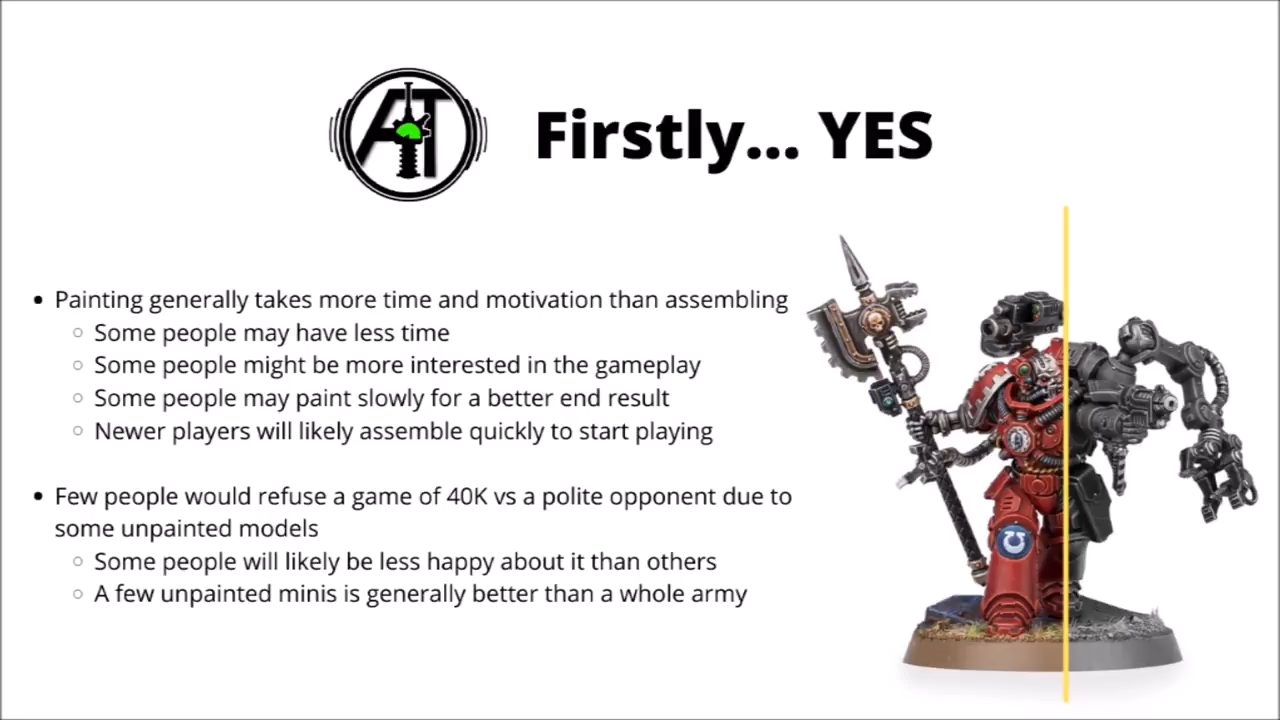 AT
Firstly... YES
• Painting generally takes more time and motivation than assembling
○ Some people may have less time
○ Some people might be more interested in the gameplay
○ Some people may paint slowly for a better end result
○ Newer players will likely assemble quickly to start playing
• Few people would refuse a game of 40K vs a polite opponent due to
some unpainted models
○ Some people will likely be less happy about it than others
○ A few unpainted minis is generally better than a whole army